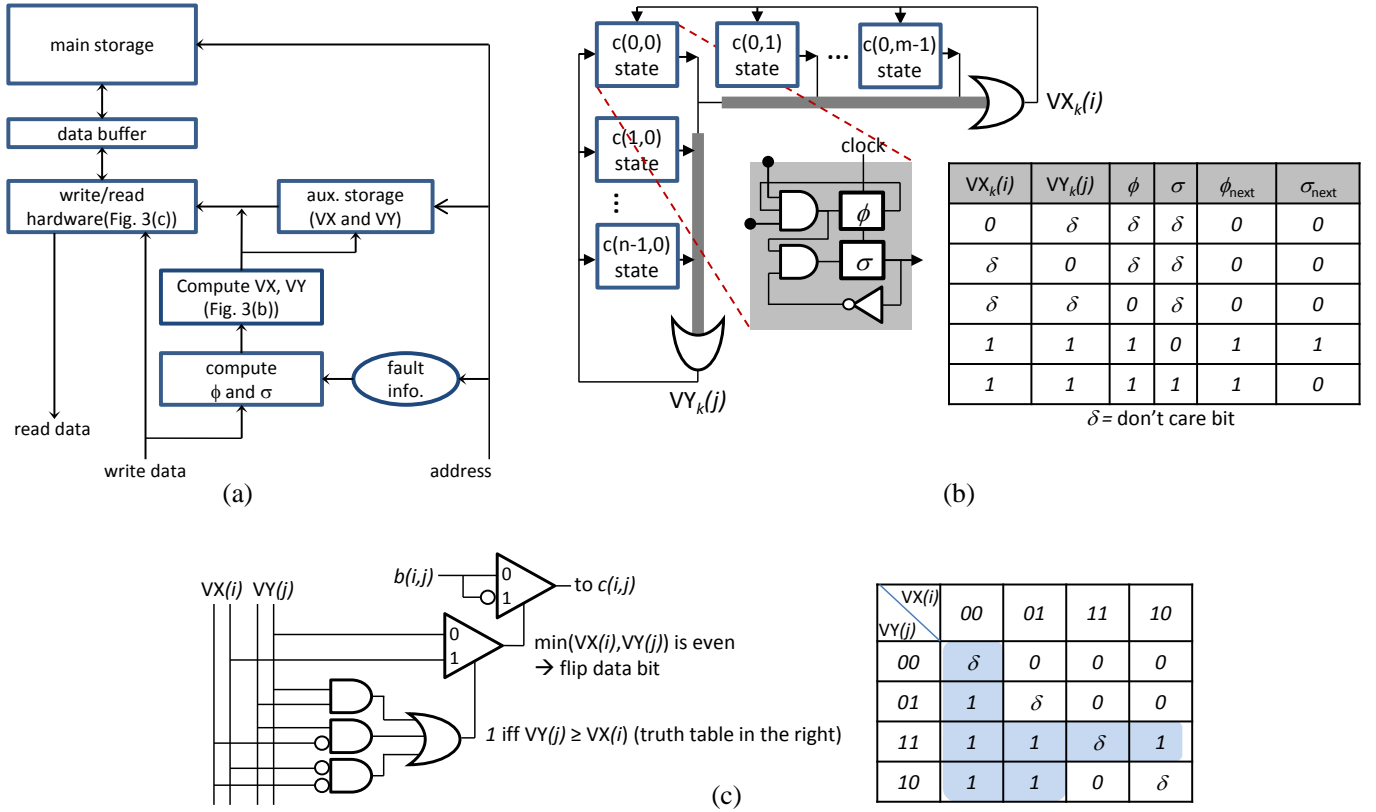 main storage
data buffer
write/read
hardware(Fig. 3(c))
aux. storage
(VX and VY)
Compute VX, VY
(Fig. 3(b))
compute
ϕ and σ
fault
info.
read data
write data
address
(a)
c(0,0)
state
c(0,1)
state
...
c(0,m-1)
state
VXk(i)
c(1,0)
state
...
c(n-1,0)
state
VYk(j)
clock
ϕ
σ
VXk(i) VYk(j) ϕ σ ϕnext σnext
0 δ δ δ 0 0
δ 0 δ δ 0 0
δ δ 0 δ 0 0
1 1 1 0 1 1
1 1 1 1 1 0
δ = don't care bit
(b)
VX(i) VY(j)
b(i,j)
0
1
to c(i,j)
0
1
min(VX(i),VY(j)) is even
→ flip data bit
1 iff VY(j) ≥ VX(i) (truth table in the right)
VX(i)
VY(j)
00 01 11 10
00 δ 0 0 0
01 1 δ 0 0
11 1 1 δ 1
10 1 1 0 δ
(c)